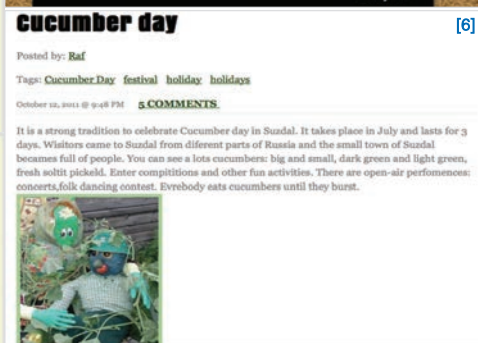 cucumber day
[6]
Posted by: Raf
Tags: Cucumber Day festival holiday holidays
October 12, 2011 @ 9:48 PM 5 COMMENTS
It is a strong tradition to celebrate Cucumber day in Suzdal. It takes place in July and lasts for 3
days. Wisitors came to Suzdal from diferent parts of Russia and the small town of Suzdal
becames full of people. You can see a lots cucumbers: big and small, dark green and light green,
fresh soltit pickeld. Enter compititions and other fun activities. There are open-air perfomences:
concerts,folk dancing contest. Evrebody eats cucumbers until they burst.